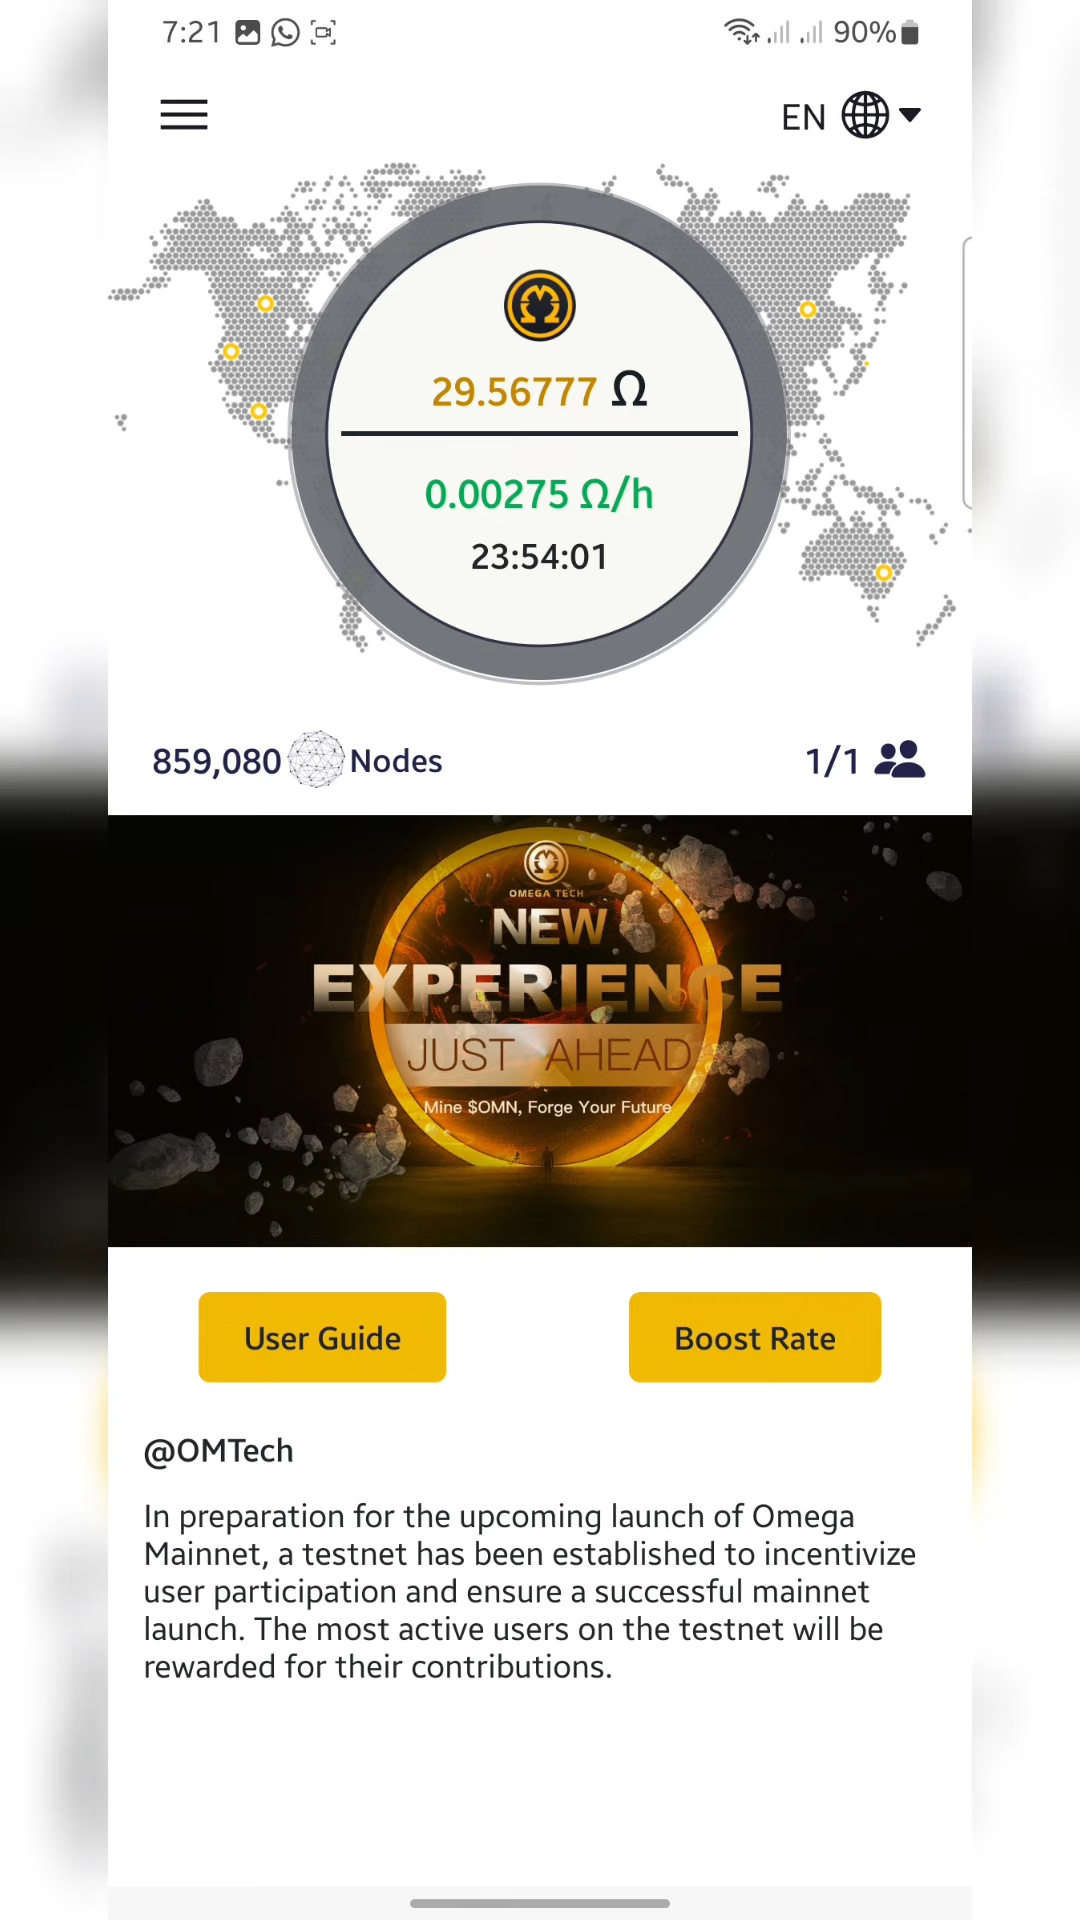 7:21 90%
EN
29.56777 Ω
0.00275 Ω/h
23:54:01
859,080 Nodes 1/1
OMEGA TECH
NEW
EXPERIENCE
JUST AHEAD
Mine $OMN, Forge Your Future
User Guide Boost Rate
@OMTech
In preparation for the upcoming launch of Omega
Mainnet, a testnet has been established to incentivize
user participation and ensure a successful mainnet
launch. The most active users on the testnet will be
rewarded for their contributions.